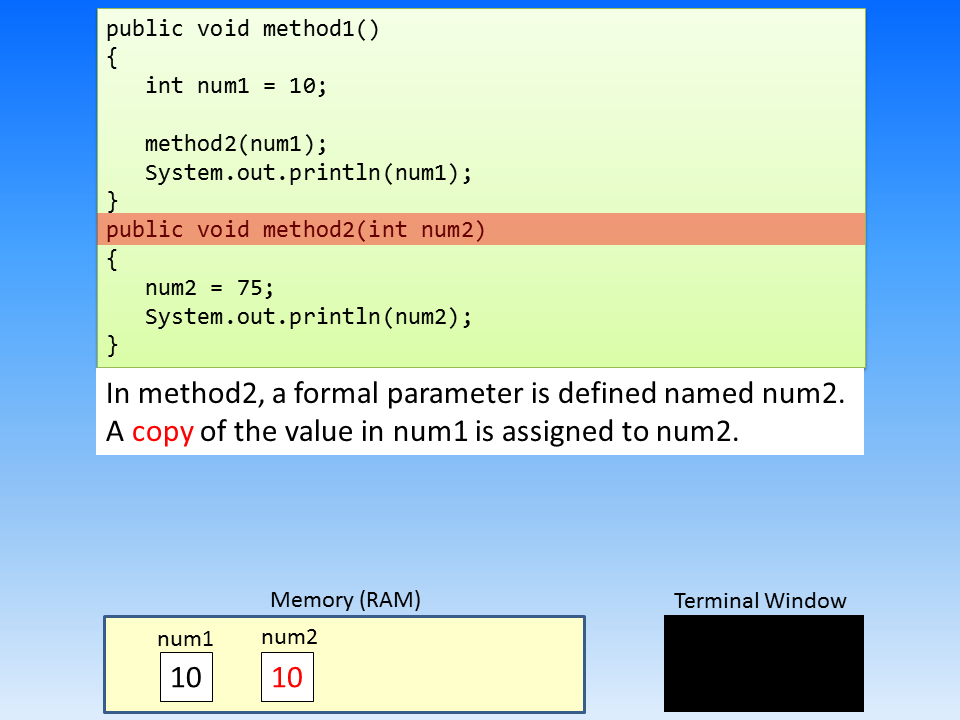 public void method1()
{
int num1 = 10;
method2(num1);
System.out.println(num1);
}
public void method2(int num2)
{
num2 = 75;
System.out.println(num2);
}
In method2, a formal parameter is defined named num2.
A copy of the value in num1 is assigned to num2.
Memory (RAM)
Terminal Window
num1
num2
10
10